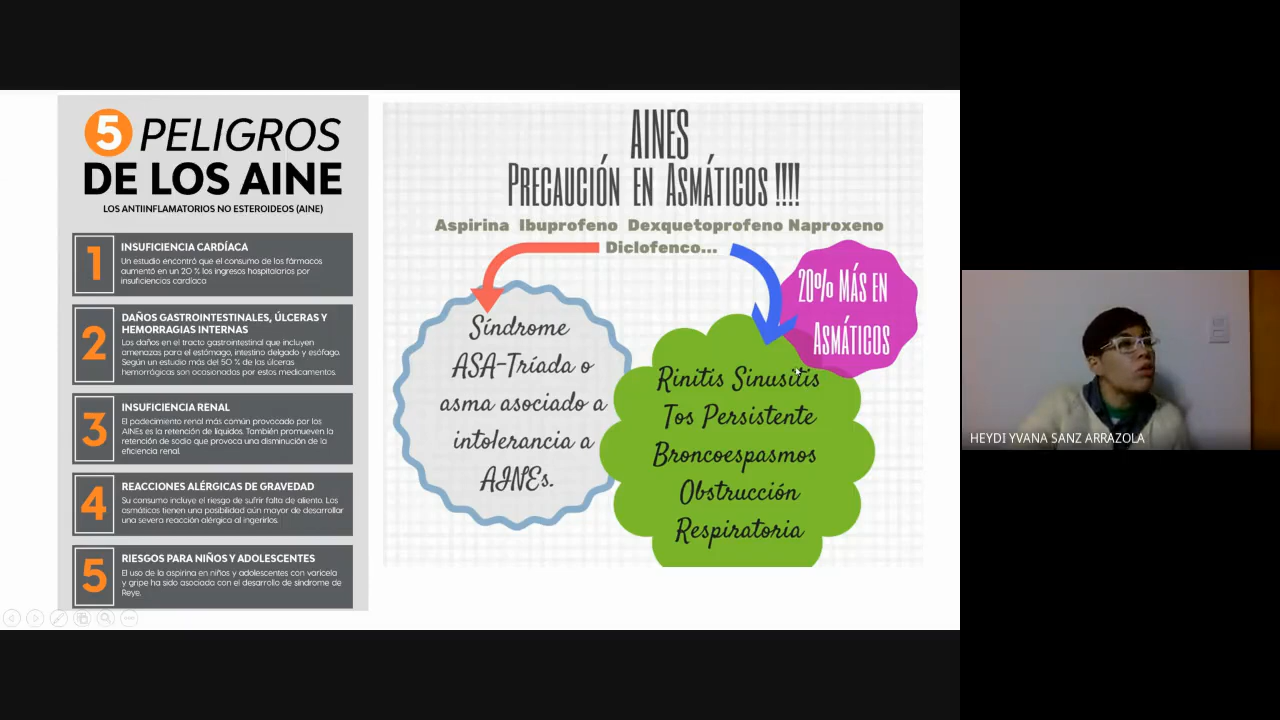 5 PELIGROS
DE LOS AINE
LOS ANTIINFLAMATORIOS NO ESTEROIDEOS (AINE)
1
INSUFICIENCIA CARDÍACA
Un estudio encontró que el consumo de los fármacos
aumentó en un 20 % los ingresos hospitalarios por
insuficiencias cardíaca
2
DAÑOS GASTROINTESTINALES, ÚLCERAS Y
HEMORRAGIAS INTERNAS
Los daños en el tracto gastrointestinal que incluyen
amenazas para el estómago, intestino delgado y esófago.
Según un estudio más del 50 % de las úlceras
hemorrágicas son ocasionados por estos medicamentos.
3
INSUFICIENCIA RENAL
El padecimiento renal más común provocado por los
AINEs es la retención de líquidos. También promueven la
retención de sodio que provoca una disminución de la
eficiencia renal.
4
REACCIONES ALÉRGICAS DE GRAVEDAD
Su consumo incluye el riesgo de sufrir falta de aliento. Los
asmáticos tienen una posibilidad aún mayor de desarrollar
una severa reacción alérgica al ingerirlos.
5
RIESGOS PARA NIÑOS Y ADOLESCENTES
El uso de la aspirina en niños y adolescentes con varicela
y gripe ha sido asociada con el desarrollo de síndrome de
Reye.
AINES
PRECAUCIÓN EN ASMÁTICOS !!!!
Aspirina Ibuprofeno Dexquetoprofeno Naproxeno
Diclofenco...
20% MÁS EN
ASMÁTICOS
Síndrome
ASA-Tríada o
asma asociado a
intolerancia a
AINEs.
Rinitis Sinusitis
Tos Persistente
Broncoespasmos
Obstrucción
Respiratoria
HEYDI YVANA SANZ ARRAZOLA